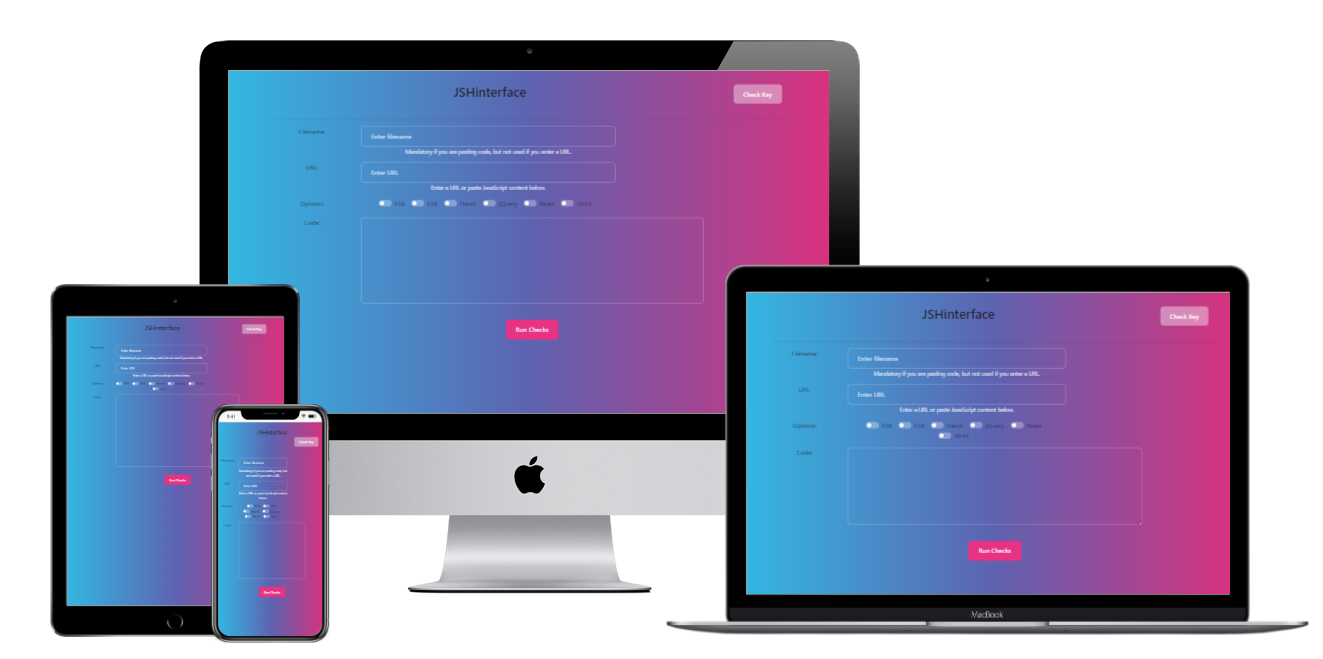 JSHinterface
Check Key
Filename:
Enter filename
Mandatory if you are pasting code, but not used if you enter a URL.
URL:
Enter URL
Enter a URL or paste JavaScript content below.
Options:
ES6 ES8 Harsh jQuery Relax Strict
Code:
Run Checks
JSHinterface
Check Key
Filename:
Enter filename
Mandatory if you are pasting code, but not used if you enter a URL.
URL:
Enter URL
Enter a URL or paste JavaScript content below.
Options:
ES6 ES8 Harsh jQuery Relax
Strict
Code:
Run Checks
MacBook
JSHinterface
Check Key
Filename:
Enter filename
Mandatory if you are pasting code, but not used if you enter a URL.
URL:
Enter URL
Enter a URL or paste JavaScript content below.
Options:
Code:
Run Checks
9:41
JSHinterface
Check Key
Enter filename
Mandatory if you are pasting code, but
not used if you enter a URL.
Enter URL
Enter a URL or paste JavaScript content
below.
Options:
Code:
Run Checks